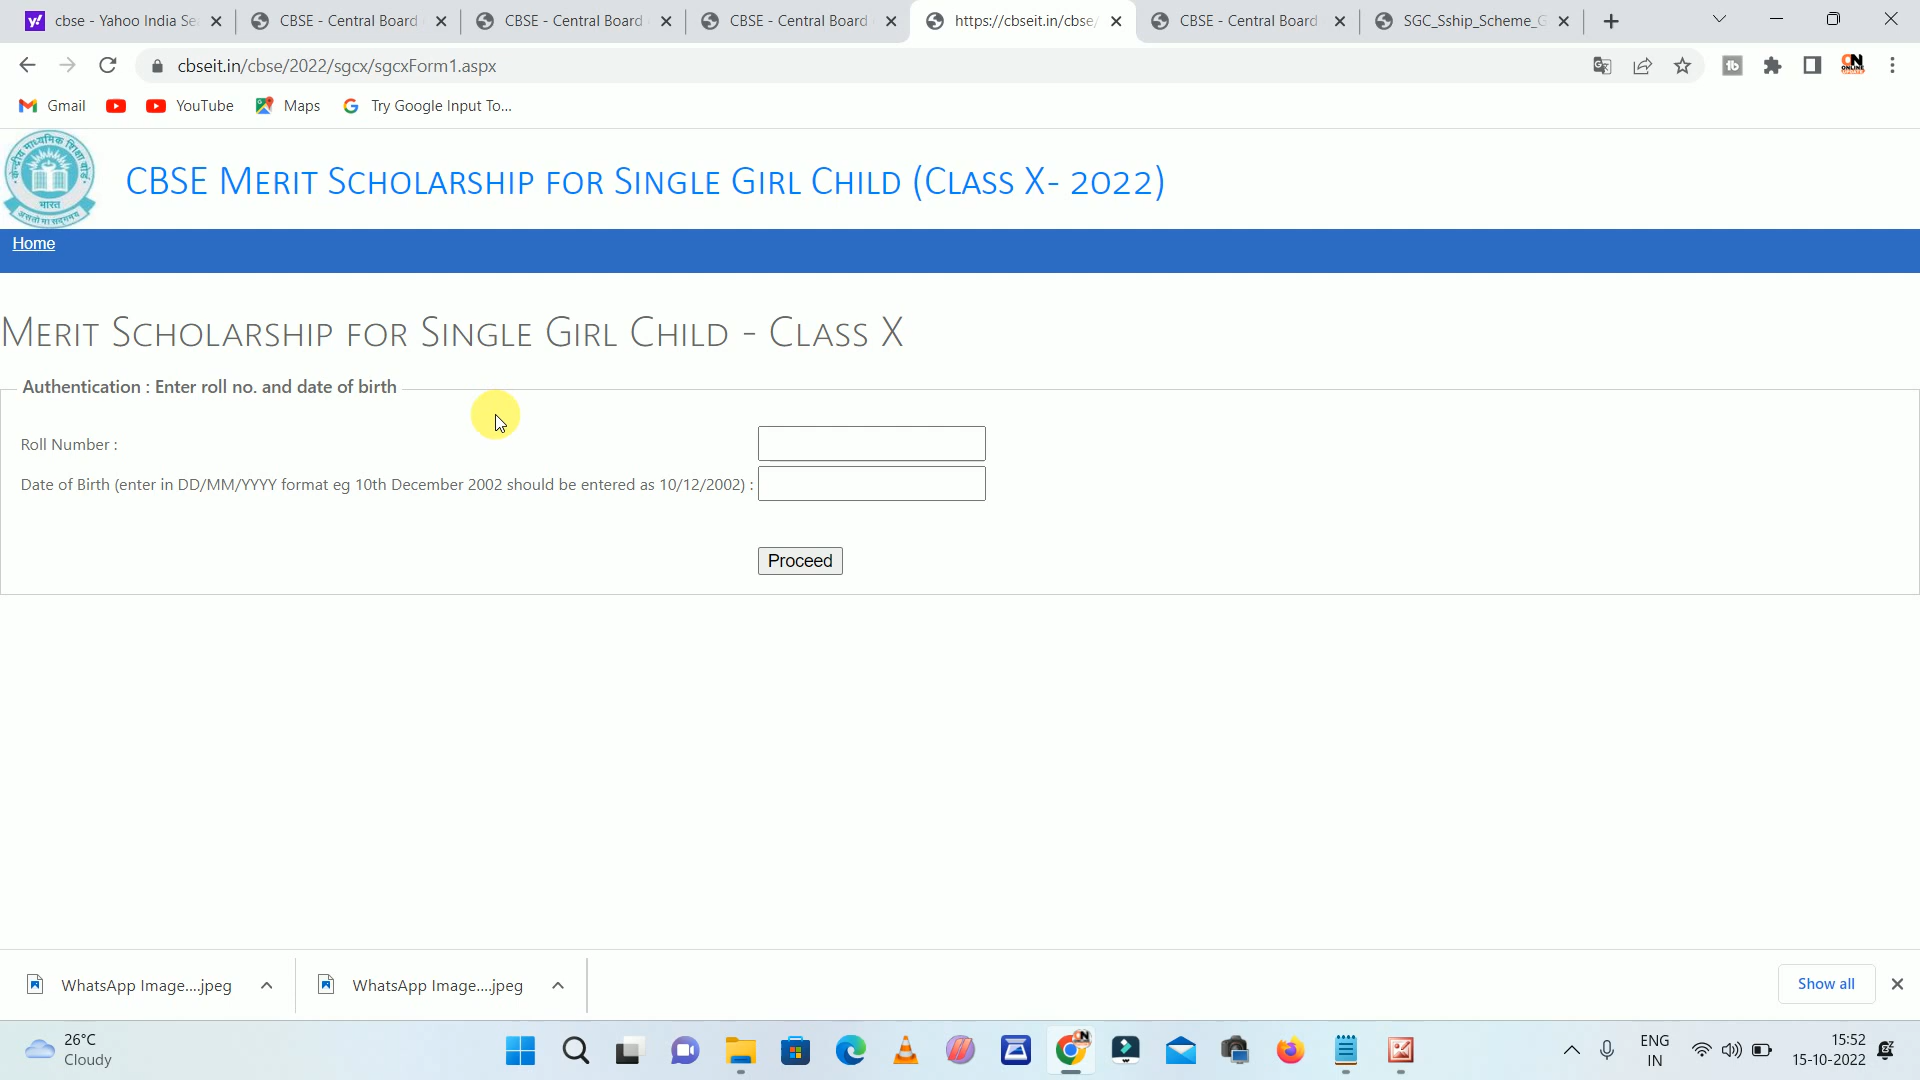 cbse - Yahoo India Se
CBSE - Central Board
CBSE - Central Board
CBSE - Central Board
https://cbseit.in/cbse/
CBSE - Central Board
SGC_Sship_Scheme_G
cbseit.in/cbse/2022/sgcx/sgcxForm1.aspx
Gmail
YouTube
Maps
Try Google Input To...
CBSE Merit Scholarship for Single Girl Child (Class X- 2022)
Home
Merit Scholarship for Single Girl Child - Class X
Authentication : Enter roll no. and date of birth
Roll Number :
Date of Birth (enter in DD/MM/YYYY format eg 10th December 2002 should be entered as 10/12/2002) :
Proceed
WhatsApp Image....jpeg
WhatsApp Image....jpeg
Show all
26°C
Cloudy
ENG
IN
15:52
15-10-2022